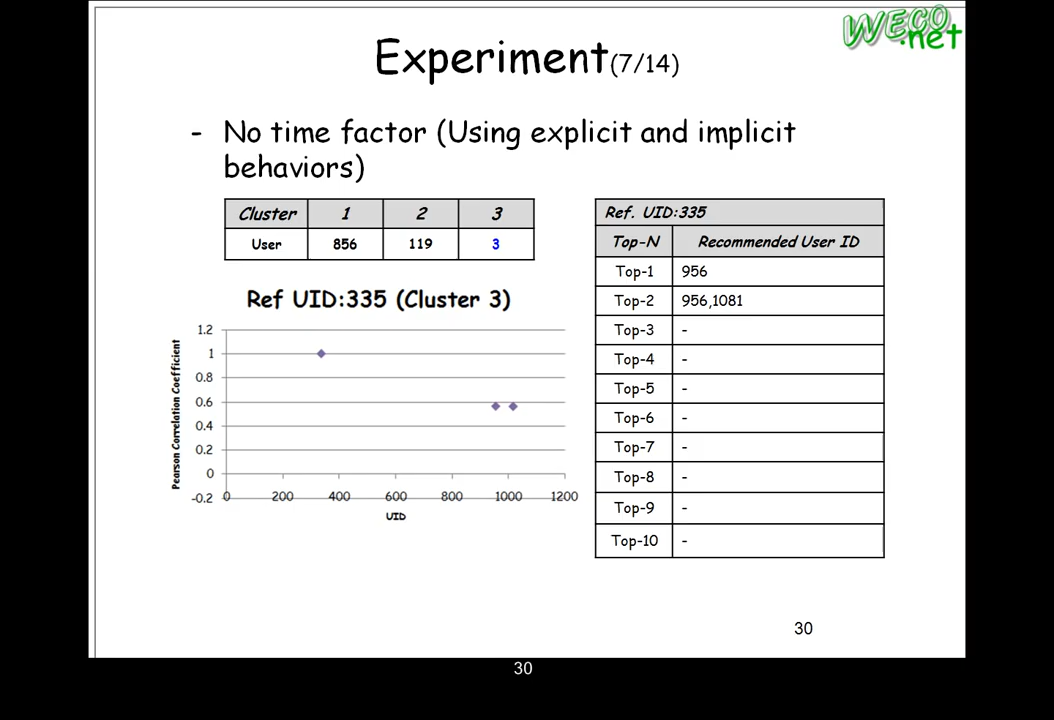 WECO
.net
Experiment(7/14)
- No time factor (Using explicit and implicit
behaviors)
Cluster 1 2 3
User 856 119 3
Ref UID:335 (Cluster 3)
1.2
1
0.8
0.6
0.4
0.2
0
-0.2
0 200 400 600 800 1000 1200
Pearson Correlation Coefficient
UID
Ref. UID:335
Top-N Recommended User ID
Top-1 956
Top-2 956,1081
Top-3 -
Top-4 -
Top-5 -
Top-6 -
Top-7 -
Top-8 -
Top-9 -
Top-10 -
30
30